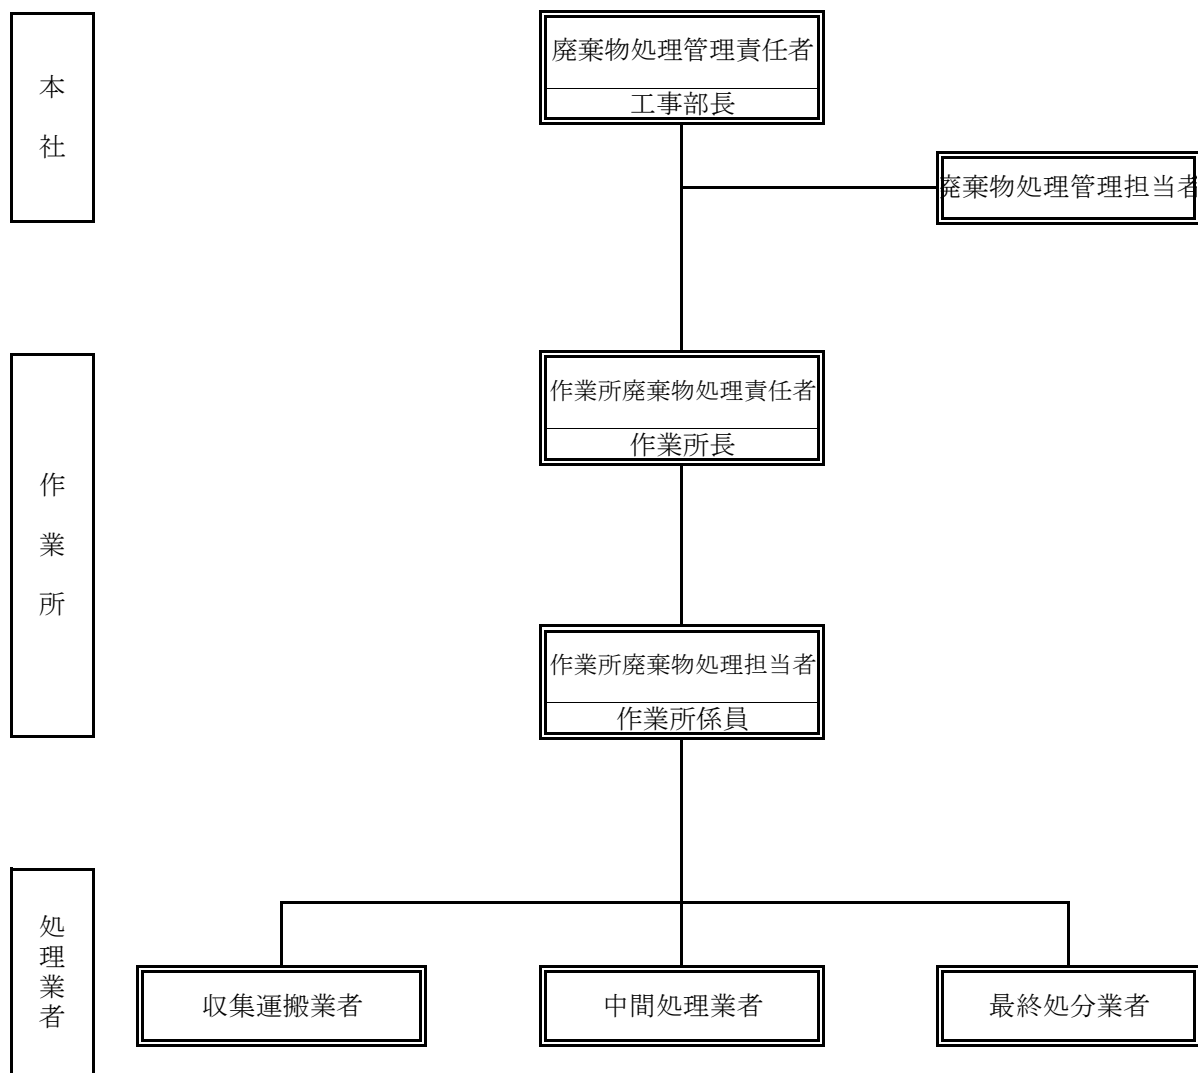 本社
廃棄物処理管理責任者
工事部長
廃棄物処理管理担当者
作業所
作業所廃棄物処理責任者
作業所長
作業所廃棄物処理担当者
作業所係員
処理業者
収集運搬業者
中間処理業者
最終処分業者